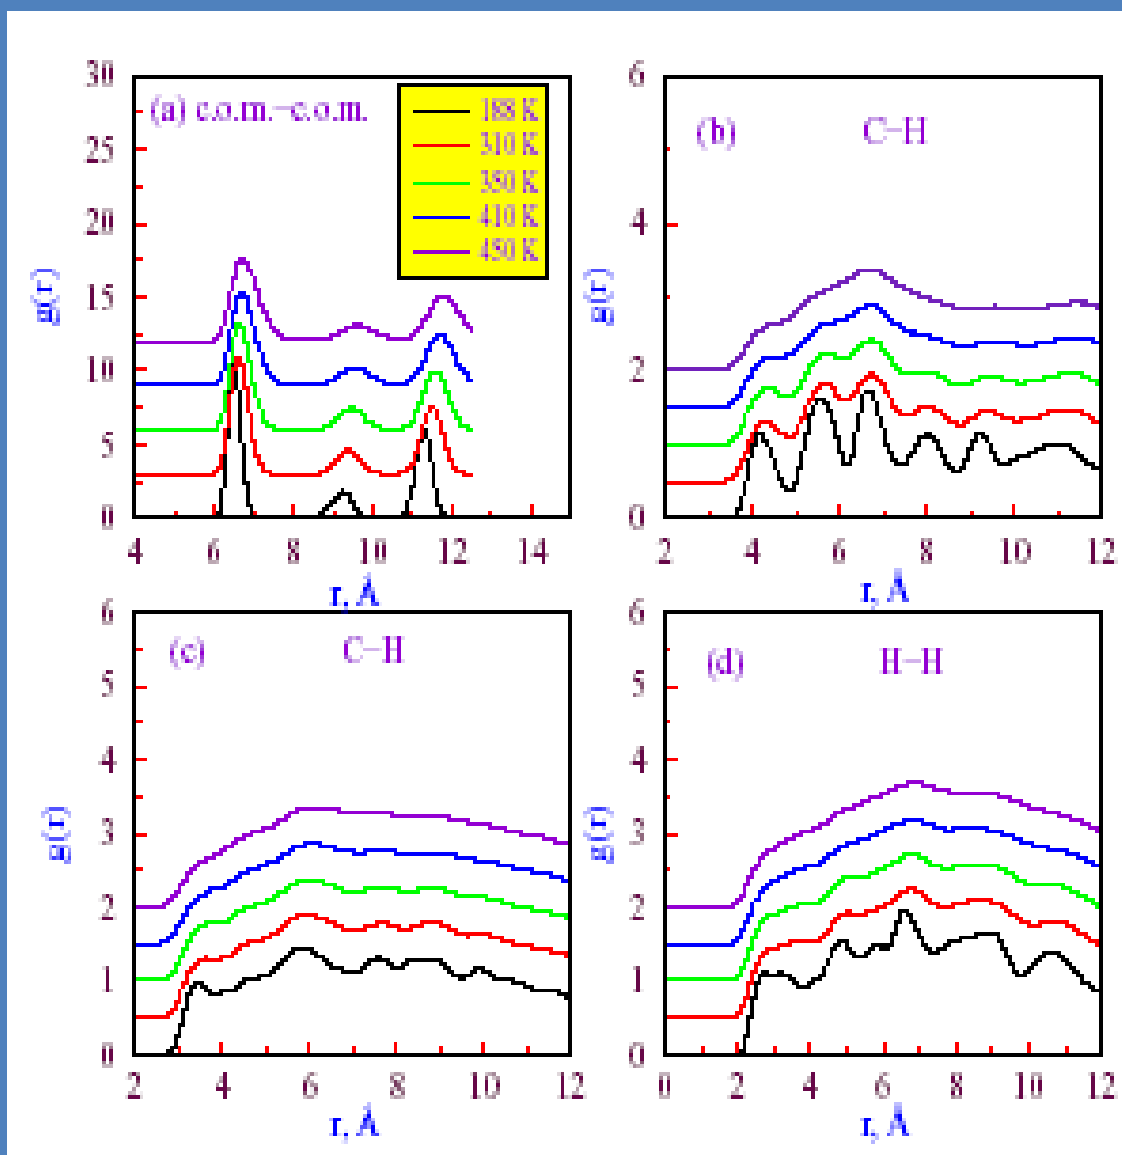 30
25
20
15
10
5
0
g(r)
(a) c.o.m.-c.o.m.
188 K
310 K
350 K
410 K
450 K
4 6 8 10 12 14
r, Å
6
4
2
0
g(r)
(b) C-H
2 4 6 8 10 12
r, Å
6
5
4
3
2
1
0
g(r)
(c) C-H
2 4 6 8 10 12
r, Å
6
5
4
3
2
1
0
g(r)
(d) H-H
0 2 4 6 8 10 12
r, Å